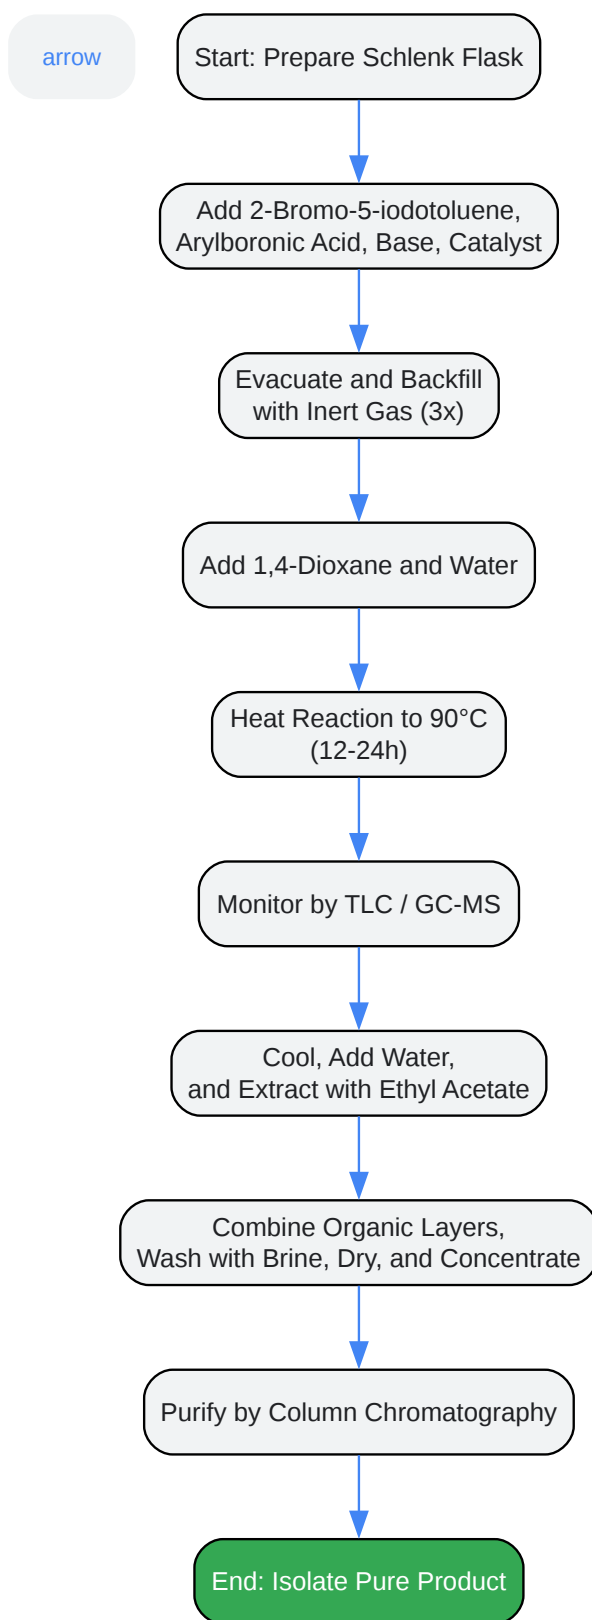 arrow
Start: Prepare Schlenk Flask
Add 2-Bromo-5-iodotoluene,
Arylboronic Acid, Base, Catalyst
Evacuate and Backfill
with Inert Gas (3x)
Add 1,4-Dioxane and Water
Heat Reaction to 90°C
(12-24h)
Monitor by TLC / GC-MS
Cool, Add Water,
and Extract with Ethyl Acetate
Combine Organic Layers,
Wash with Brine, Dry, and Concentrate
Purify by Column Chromatography
End: Isolate Pure Product